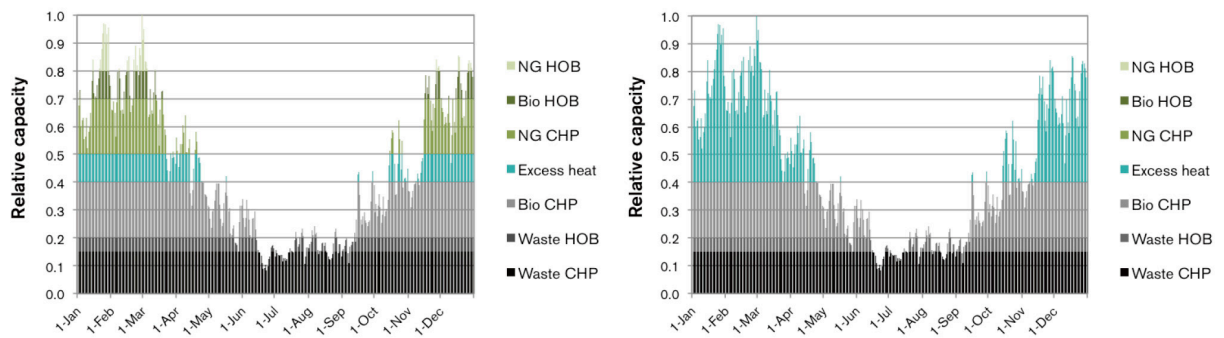 Relative capacity
1.0
0.9
0.8
0.7
0.6
0.5
0.4
0.3
0.2
0.1
0.0
1-Jan
1-Feb
1-Mar
1-Apr
1-May
1-Jun
1-Jul
1-Aug
1-Sep
1-Oct
1-Nov
1-Dec
NG HOB
Bio HOB
NG CHP
Excess heat
Bio CHP
Waste HOB
Waste CHP
Relative capacity
1.0
0.9
0.8
0.7
0.6
0.5
0.4
0.3
0.2
0.1
0.0
1-Jan
1-Feb
1-Mar
1-Apr
1-May
1-Jun
1-Jul
1-Aug
1-Sep
1-Oct
1-Nov
1-Dec
NG HOB
Bio HOB
NG CHP
Excess heat
Bio CHP
Waste HOB
Waste CHP